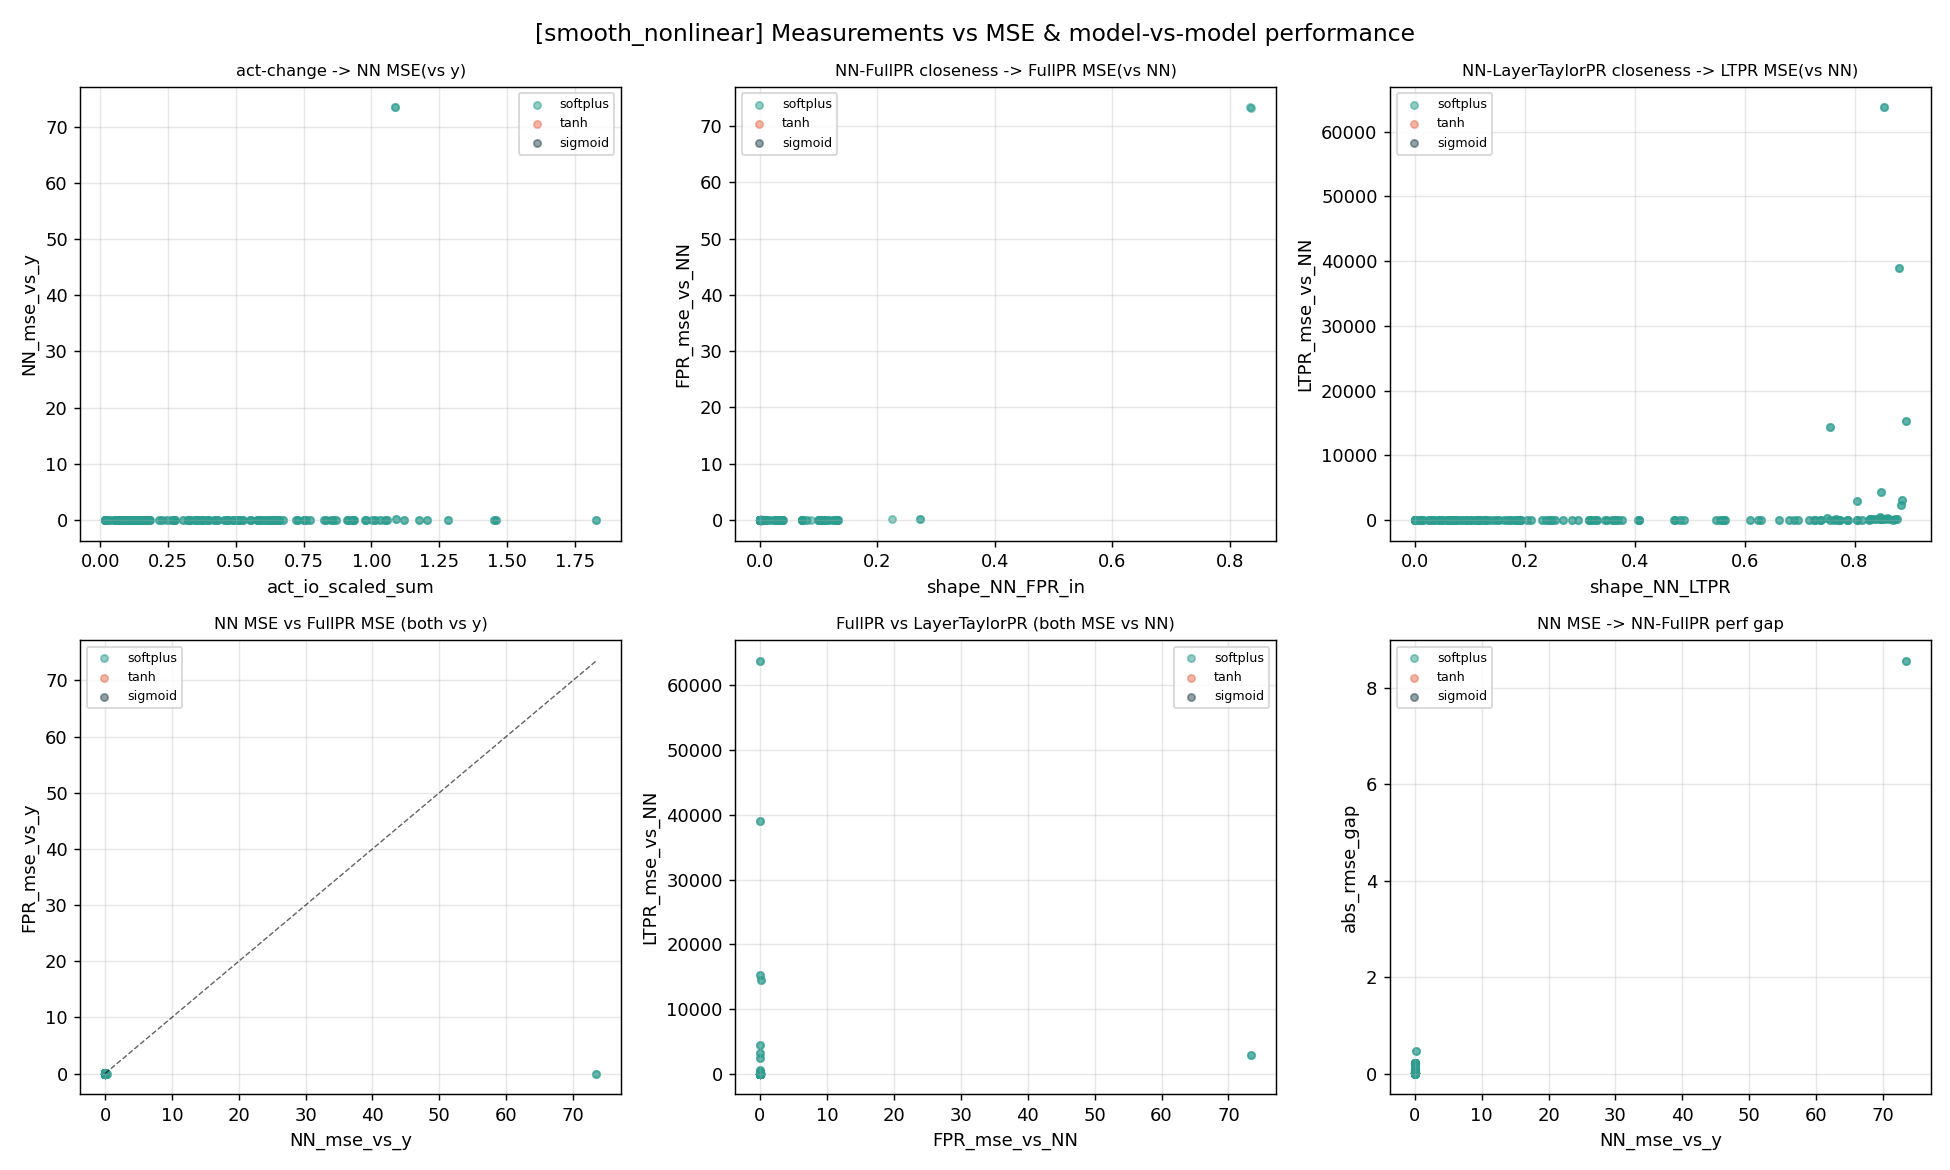 [smooth_nonlinear] Measurements vs MSE & model-vs-model performance
act-change -> NN MSE(vs y)
softplus
tanh
sigmoid
NN_mse_vs_y
70
60
50
40
30
20
10
0
0.00 0.25 0.50 0.75 1.00 1.25 1.50 1.75
act_io_scaled_sum
NN-FullPR closeness -> FullPR MSE(vs NN)
softplus
tanh
sigmoid
FPR_mse_vs_NN
70
60
50
40
30
20
10
0
0.0 0.2 0.4 0.6 0.8
shape_NN_FPR_in
NN-LayerTaylorPR closeness -> LTPR MSE(vs NN)
softplus
tanh
sigmoid
LTPR_mse_vs_NN
60000
50000
40000
30000
20000
10000
0
0.0 0.2 0.4 0.6 0.8
shape_NN_LTPR
NN MSE vs FullPR MSE (both vs y)
softplus
tanh
sigmoid
FPR_mse_vs_y
70
60
50
40
30
20
10
0
0 10 20 30 40 50 60 70
NN_mse_vs_y
FullPR vs LayerTaylorPR (both MSE vs NN)
softplus
tanh
sigmoid
LTPR_mse_vs_NN
60000
50000
40000
30000
20000
10000
0
0 10 20 30 40 50 60 70
FPR_mse_vs_NN
NN MSE -> NN-FullPR perf gap
softplus
tanh
sigmoid
abs_rmse_gap
8
6
4
2
0
0 10 20 30 40 50 60 70
NN_mse_vs_y